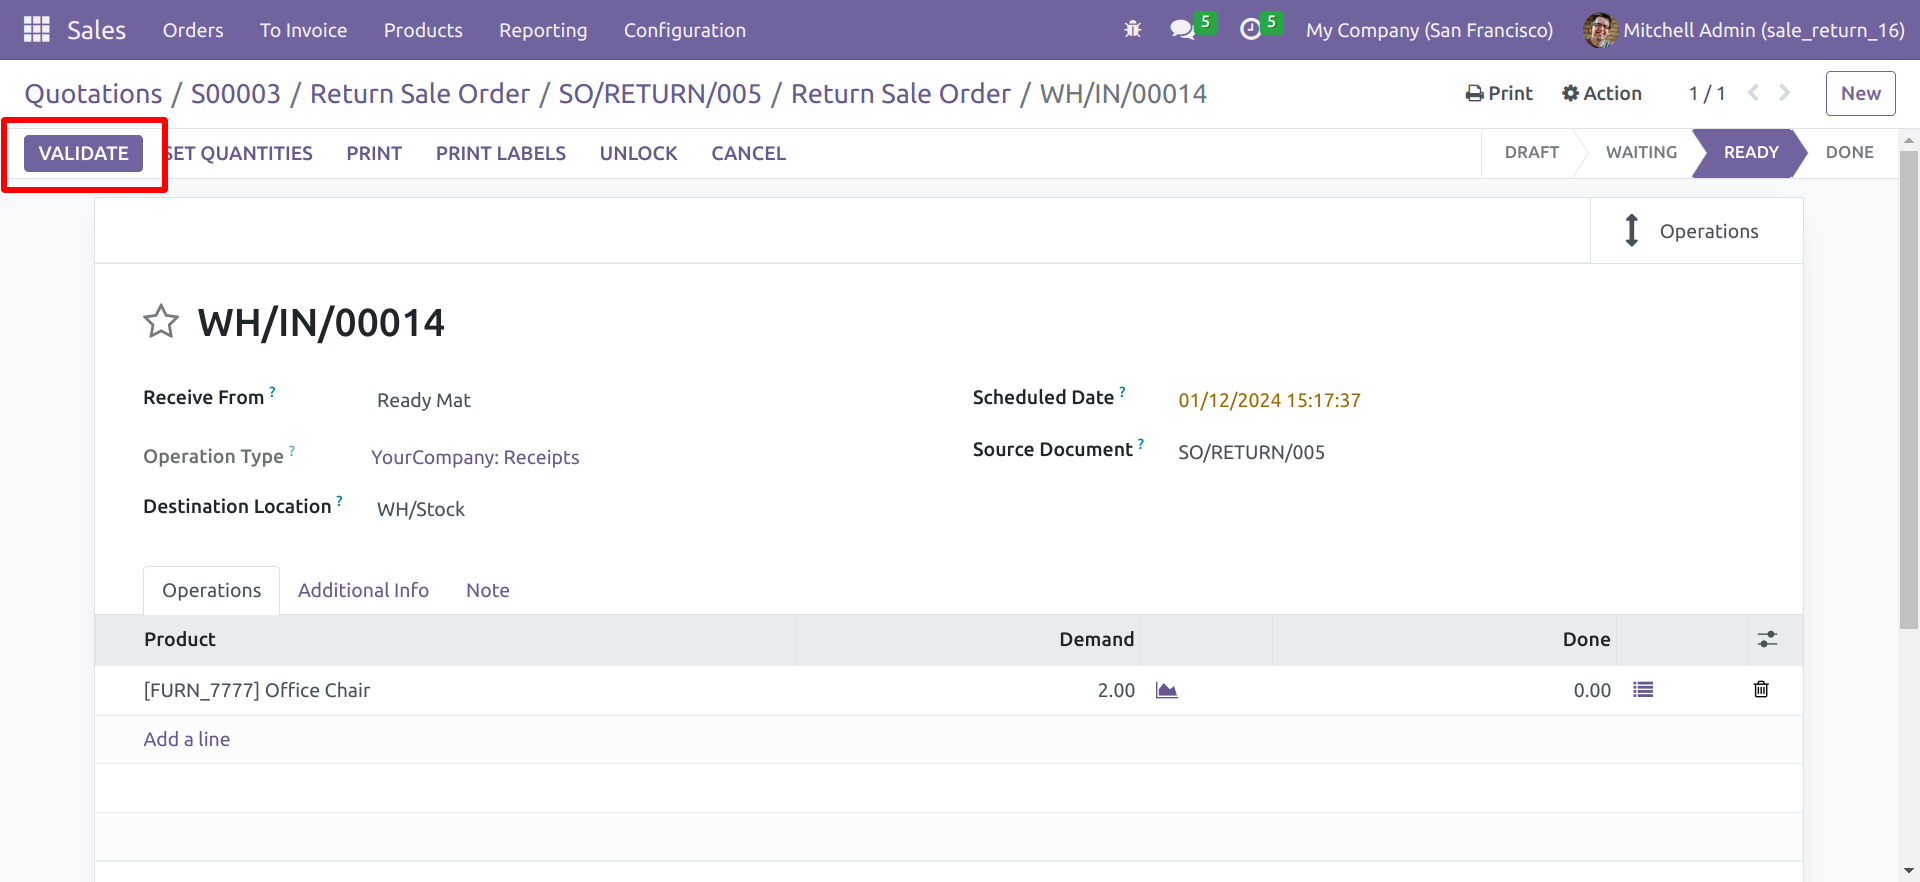 Sales Orders To Invoice Products Reporting Configuration 5 5 My Company (San Francisco) Mitchell Admin (sale_return_16)
Quotations / S00003 / Return Sale Order / SO/RETURN/005 / Return Sale Order / WH/IN/00014 Print Action 1 / 1 New
VALIDATE SET QUANTITIES PRINT PRINT LABELS UNLOCK CANCEL DRAFT WAITING READY DONE
Operations
WH/IN/00014
Receive From ? Ready Mat Scheduled Date ? 01/12/2024 15:17:37
Operation Type ? YourCompany: Receipts Source Document ? SO/RETURN/005
Destination Location ? WH/Stock
Operations Additional Info Note
Product Demand Done
[FURN_7777] Office Chair 2.00 0.00
Add a line